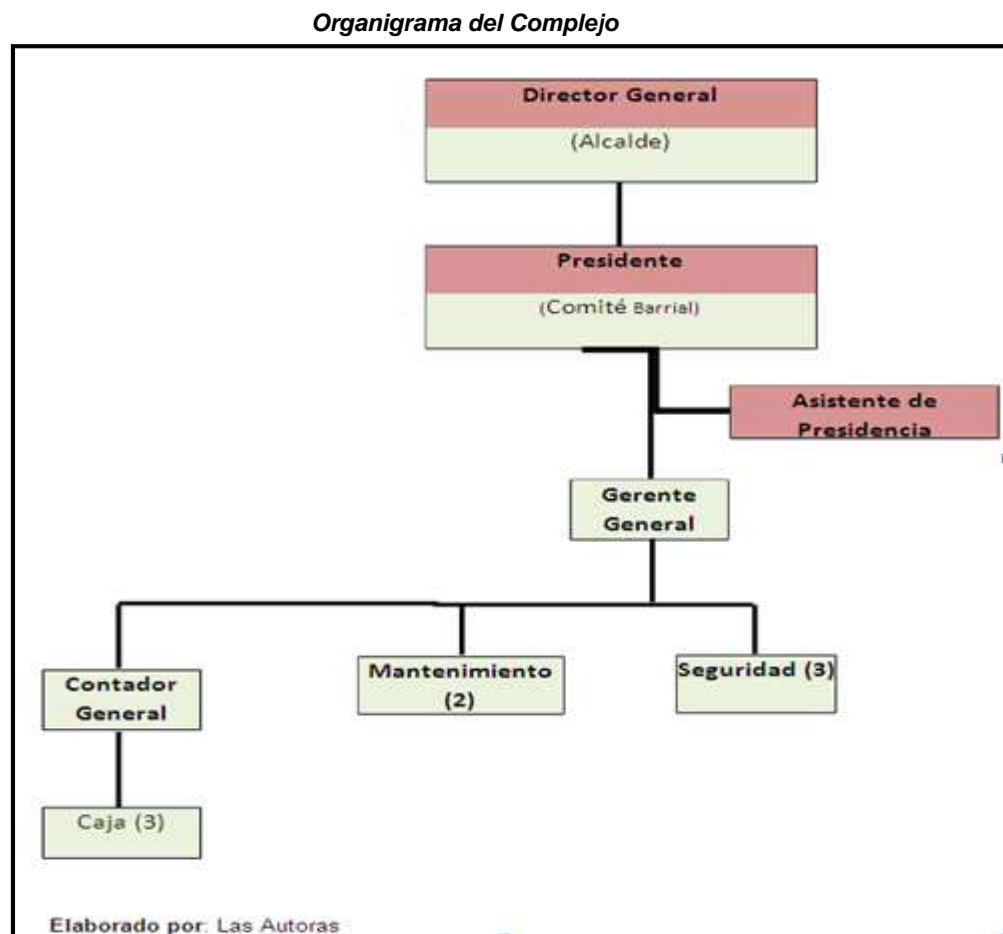 Organigrama del Complejo
Director General
(Alcalde)
Presidente
(Comité Barrial)
Asistente de
Presidencia
Gerente
General
Contador
General
Mantenimiento
(2)
Seguridad (3)
Caja (3)
Elaborado por: Las Autoras